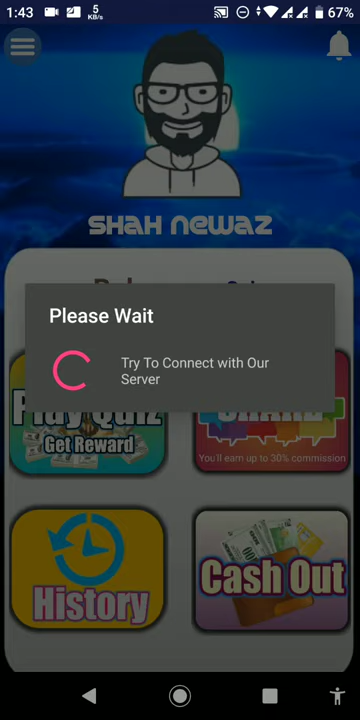 1:43 5 KB/s 67%
SHAH NEWAZ
Please Wait
Try To Connect with Our
Server
Play Quiz
SHARE
Get Reward
You'll earn up to 30% commission
History
Cash Out